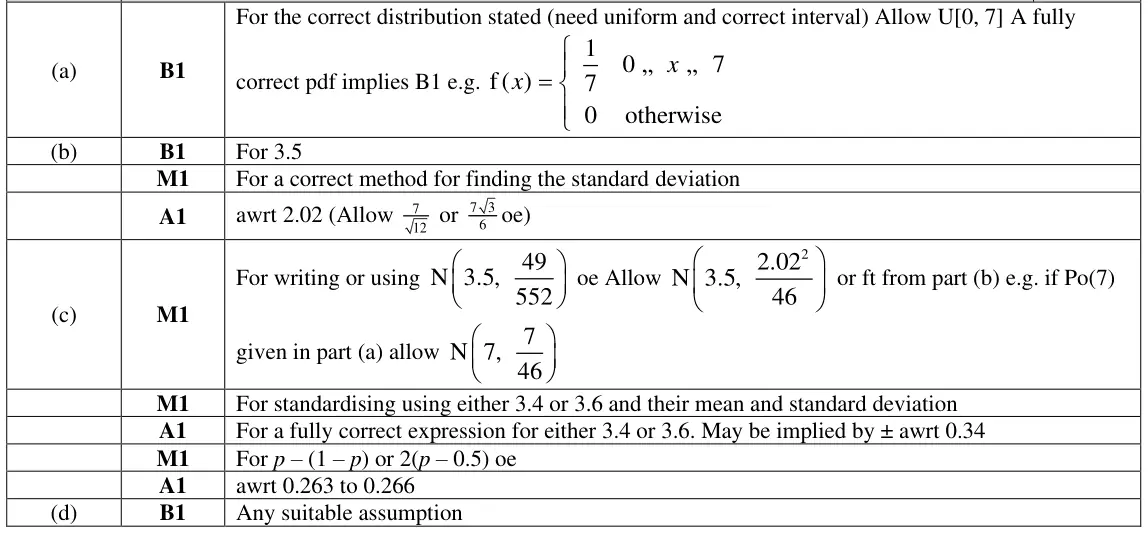 For the correct distribution stated (need uniform and correct interval) Allow U[0, 7] A fully
(a) B1 correct pdf implies B1 e.g. f(x) = { 1/7 0 ,, x ,, 7
0 otherwise
(b) B1 For 3.5
M1 For a correct method for finding the standard deviation
A1 awrt 2.02 (Allow 7/√12 or 7√3/6 oe)
For writing or using N(3.5, 49/552) oe Allow N(3.5, 2.02²/46) or ft from part (b) e.g. if Po(7)
(c) M1
given in part (a) allow N(7, 7/46)
M1 For standardising using either 3.4 or 3.6 and their mean and standard deviation
A1 For a fully correct expression for either 3.4 or 3.6. May be implied by ± awrt 0.34
M1 For p – (1 – p) or 2(p – 0.5) oe
A1 awrt 0.263 to 0.266
(d) B1 Any suitable assumption